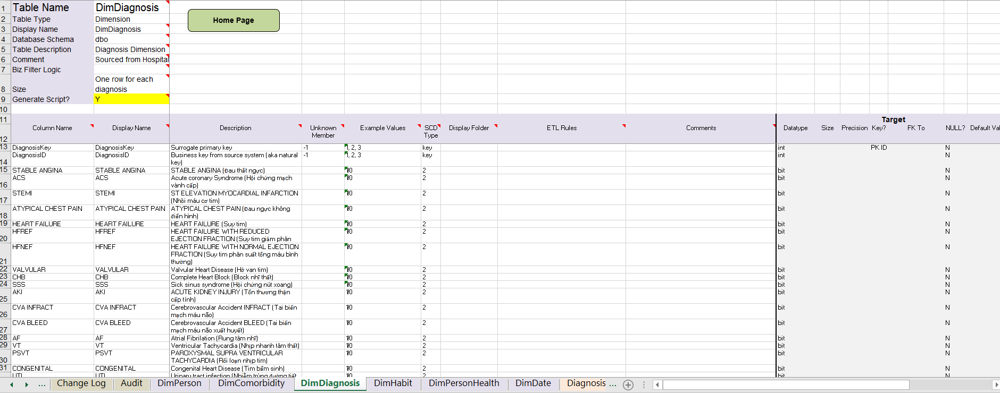 1 Table Name DimDiagnosis
2 Table Type Dimension
Home Page
3 Display Name DimDiagnosis
4 Database Schema dbo
5 Table Description Diagnosis Dimension
6 Comment Sourced from Hospital
7 Biz Filter Logic
One row for each
8 Size diagnosis
9 Generate Script? Y
10
11 Target
Column Name Display Name Description Unknown Example Values SCD Display Folder ETL Rules Comments Datatype Size Precision Key? FK To NULL? Default Val
12 Member Type
13 DiagnosisKey DiagnosisKey Surrogate primary key -1 1, 2, 3 key int PK ID N
DiagnosisID DiagnosisID Business key from source system (aka natural -1 1, 2, 3 key int N
14 key)
15 STABLE ANGINA STABLE ANGINA STABLE ANGINA (Đau thắt ngực) 1/0 2 bit N
ACS ACS Acute coronary Syndrome (Hội chứng mạch 1/0 2 bit N
16 vành cấp)
STEMI STEMI ST ELEVATION MYOCARDIAL INFARCTION 1/0 2 bit N
17 (Nhồi máu cơ tim)
ATYPICAL CHEST PAIN ATYPICAL CHEST PAIN ATYPICAL CHEST PAIN (Đau ngực không 1/0 2 bit N
18 điển hình)
19 HEART FAILURE HEART FAILURE HEART FAILURE (Suy tim) 1/0 2 bit N
HFREF HFREF HEART FAILURE WITH REDUCED 1/0 2 bit N
20 EJECTION FRACTION (Suy tim giảm phân
HFNEF HFNEF HEART FAILURE WITH NORMAL EJECTION 1/0 2 bit N
FRACTION (Suy tim phân suất tống máu bình
21 thường)
22 VALVULAR VALVULAR Valvular Heart Disease (Hở van tim) 1/0 2 bit N
23 CHB CHB Complete Heart Block (Block nhĩ thất) 1/0 2 bit N
24 SSS SSS Sick sinus syndrome (Hội chứng nút xoang) 1/0 2 bit N
AKI AKI ACUTE KIDNEY INJURY (Tổn thương thận 1/0 2 bit N
25 cấp tính)
CVA INFRACT CVA INFRACT Cerebrovascular Accident INFRACT (Tai biến 1/0 2 bit N
26 mạch máu não)
CVA BLEED CVA BLEED Cerebrovascular Accident BLEED (Tai biến 1/0 2 bit N
27 mạch máu não xuất huyết)
28 AF AF Atrial Fibrilation (Rung tâm nhĩ) 1/0 2 bit N
29 VT VT Ventricular Tachycardia (Nhịp nhanh tâm thất) 1/0 2 bit N
PSVT PSVT PAROXYSMAL SUPRA VENTRICULAR 1/0 2 bit N
30 TACHYCARDIA (Rối loạn nhịp tim)
31 CONGENITAL CONGENITAL Congenital Heart Disease (Tim bẩm sinh) 1/0 2 bit N
UTI UTI Urinary tract infection (Nhiễm trùng đường tiết 1/0 2 bit N
... Change Log Audit DimPerson DimComorbidity DimDiagnosis DimHabit DimPersonHealth DimDate Diagnosis ...